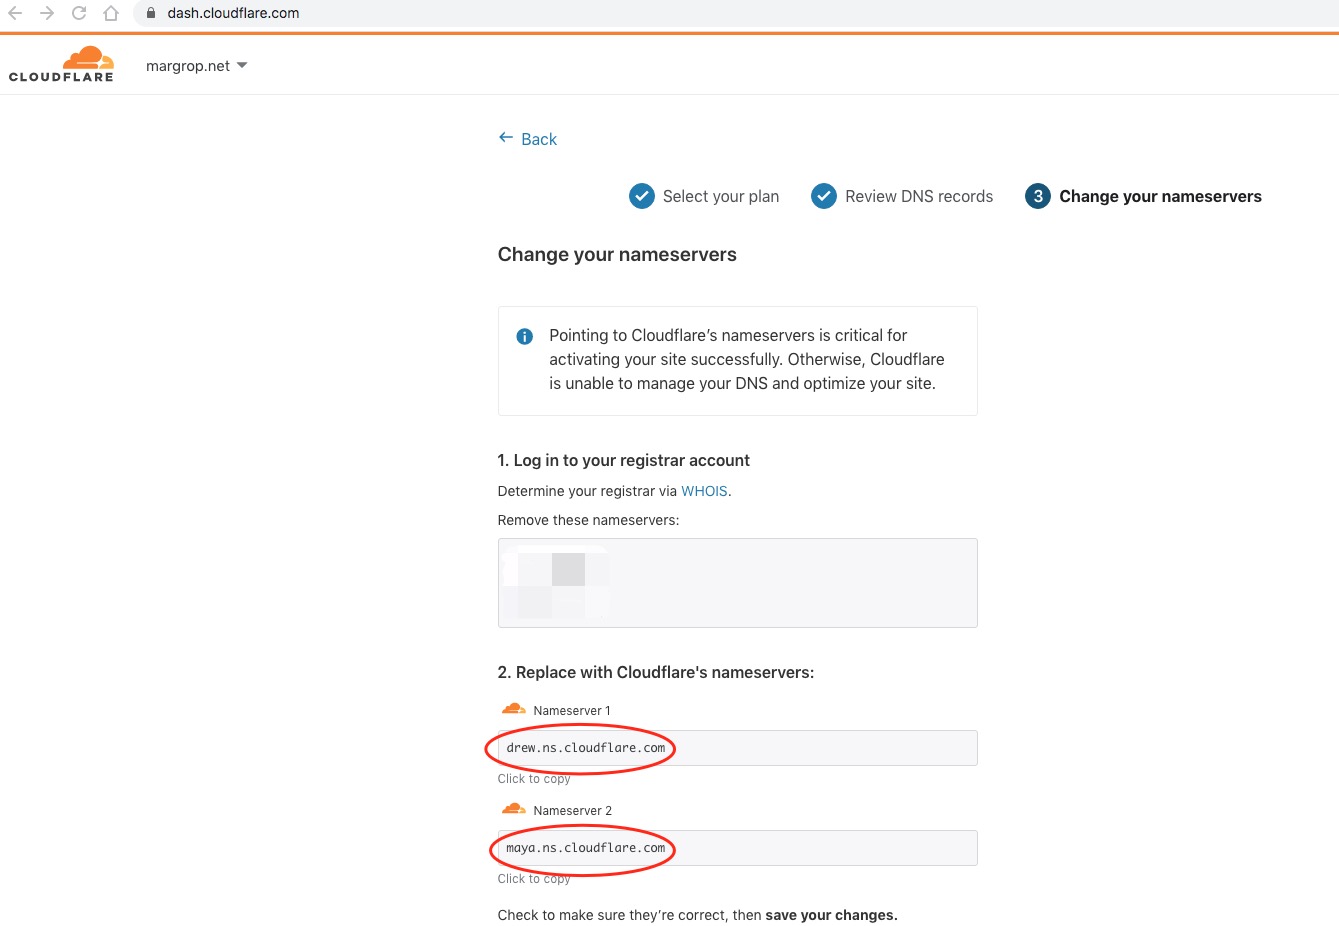 dash.cloudflare.com
CLOUDFLARE
margrop.net
Back
Select your plan
Review DNS records
3 Change your nameservers
Change your nameservers
Pointing to Cloudflare’s nameservers is critical for
activating your site successfully. Otherwise, Cloudflare
is unable to manage your DNS and optimize your site.
1. Log in to your registrar account
Determine your registrar via WHOIS.
Remove these nameservers:
2. Replace with Cloudflare's nameservers:
Nameserver 1
drew.ns.cloudflare.com
Click to copy
Nameserver 2
maya.ns.cloudflare.com
Click to copy
Check to make sure they’re correct, then save your changes.